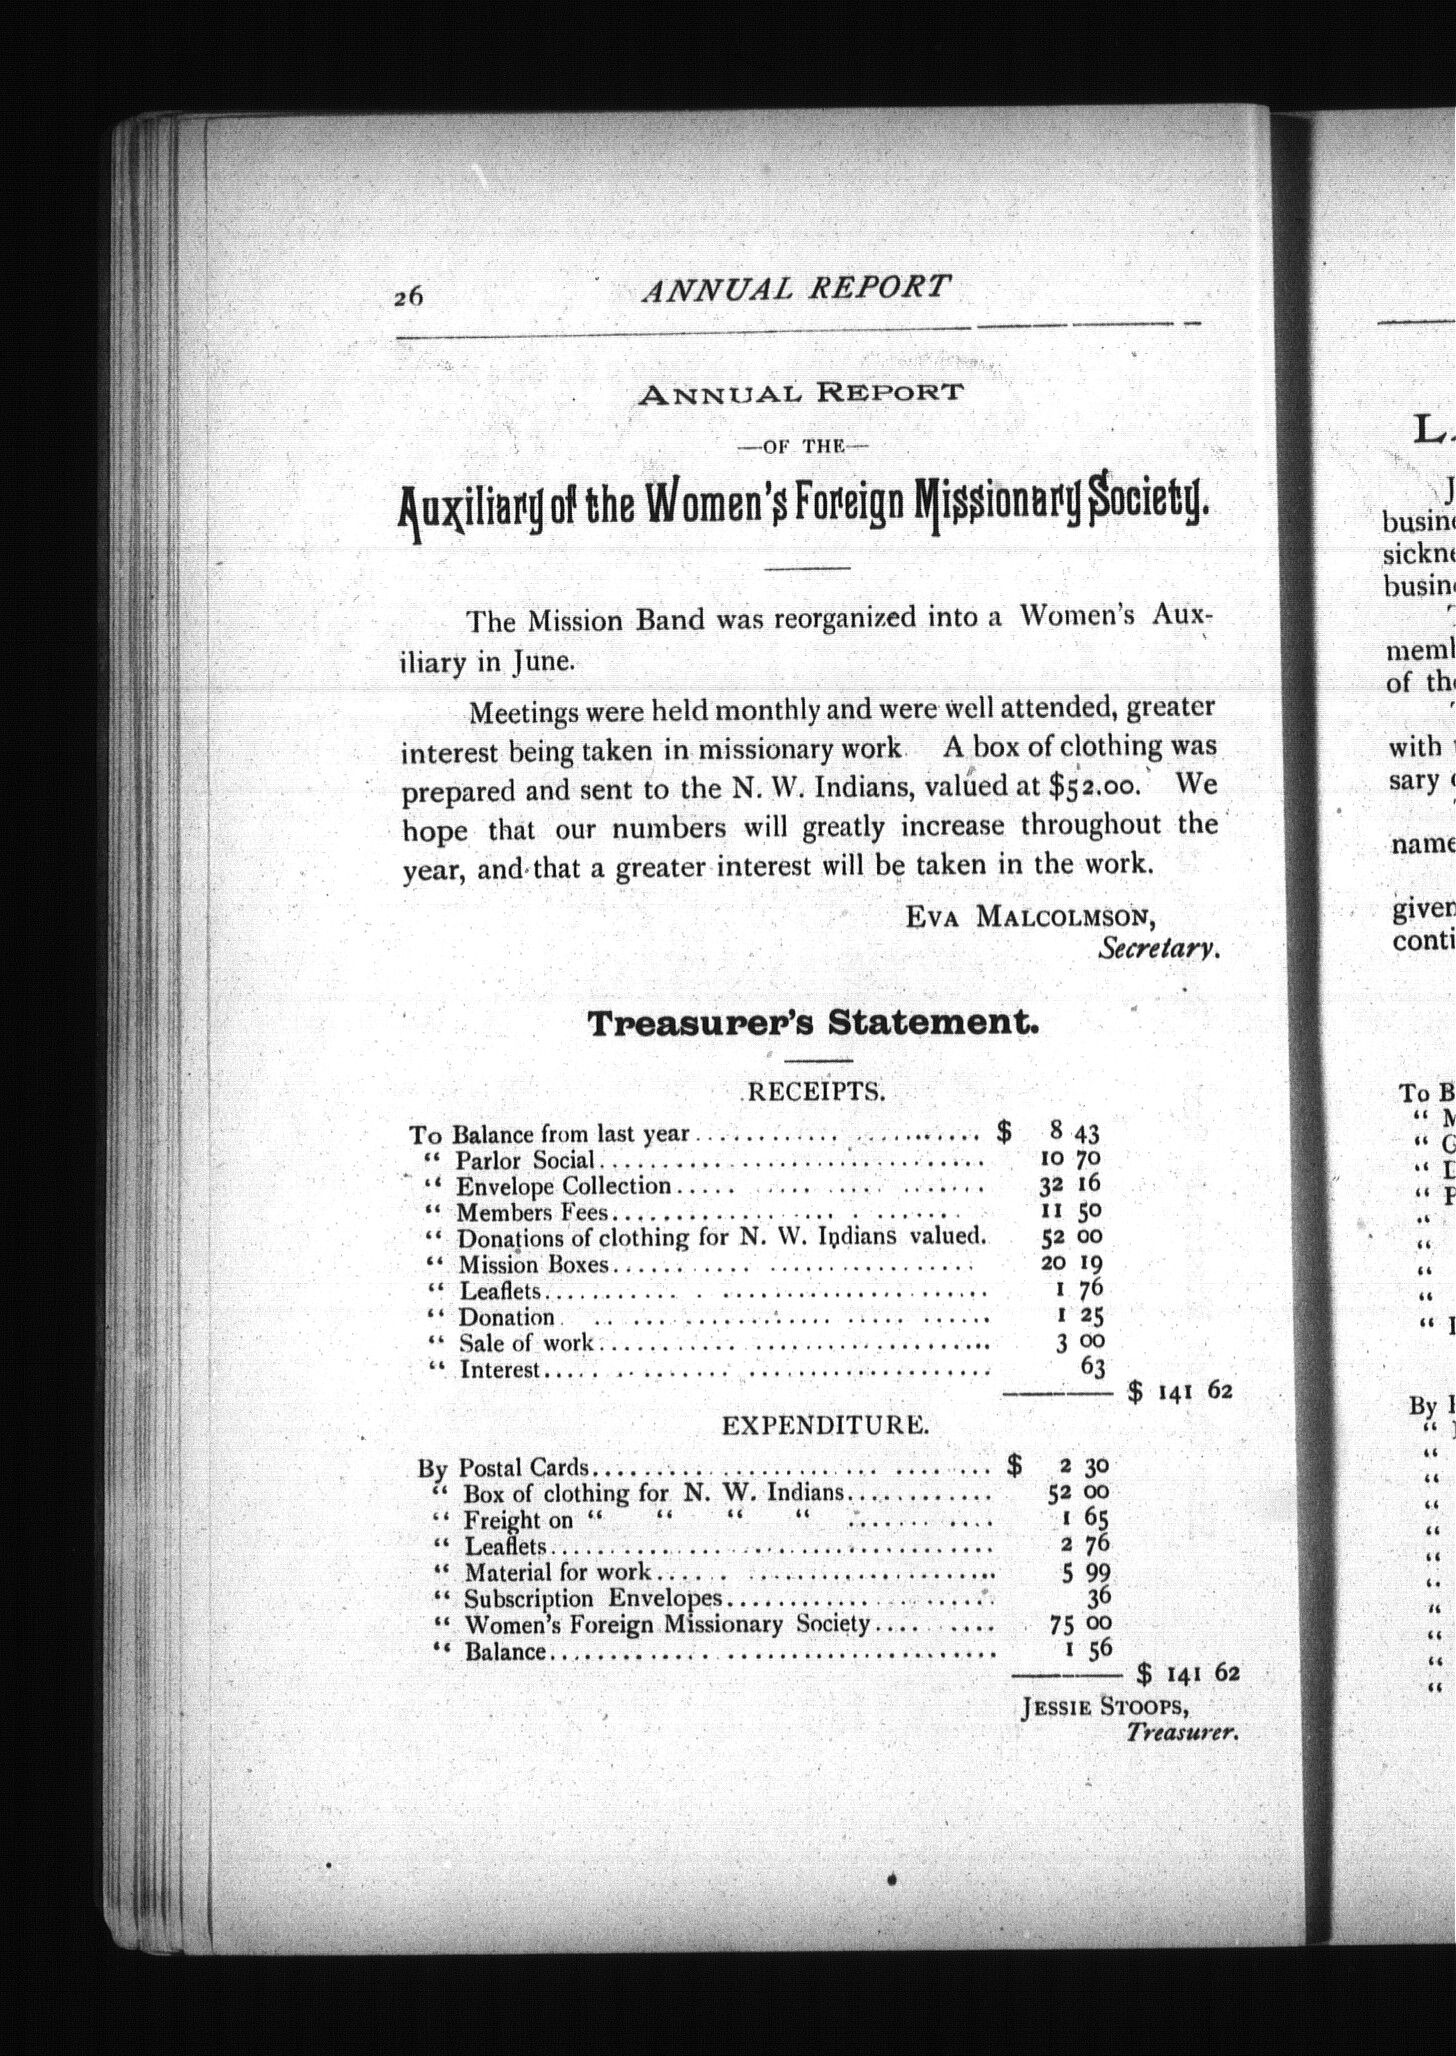 26 ANNUAL REPORT
ANNUAL REPORT
—OF THE—
Auxiliary of the Women's Foreign Missionary Society.
The Mission Band was reorganized into a Women's Aux-
iliary in June.
Meetings were held monthly and were well attended, greater
interest being taken in missionary work A box of clothing was
prepared and sent to the N. W. Indians, valued at $52.00. We
hope that our numbers will greatly increase throughout the
year, and that a greater interest will be taken in the work.
EVA MALCOLMSON,
Secretary.
Treasurer's Statement.
RECEIPTS.
To Balance from last year.......................... $ 8 43
“ Parlor Social.............................. 10 70
“ Envelope Collection..... ..... .... ....... 32 16
“ Members Fees................ . ....... 11 50
“ Donations of clothing for N. W. Indians valued. 52 00
“ Mission Boxes........... ................. 20 19
“ Leaflets........... . .................... 1 76
“ Donation. .. ... ........... ..... ...... 1 25
“ Sale of work........... .................... 3 00
“ Interest..... ........ ..................... 63
$ 141 62
EXPENDITURE.
By Postal Cards....... ............. ........ $ 2 30
“ Box of clothing for N. W. Indians............ 52 00
“ Freight on “ “ “ “ ........ .... 1 65
“ Leaflets.................................. 2 76
“ Material for work...... ..................... 5 99
“ Subscription Envelopes............ ........ 36
“ Women's Foreign Missionary Society.... ..... 75 00
“ Balance............. ....................... 1 56
$ 141 62
JESSIE STOOPS,
Treasurer.
sary
with
of
To
By